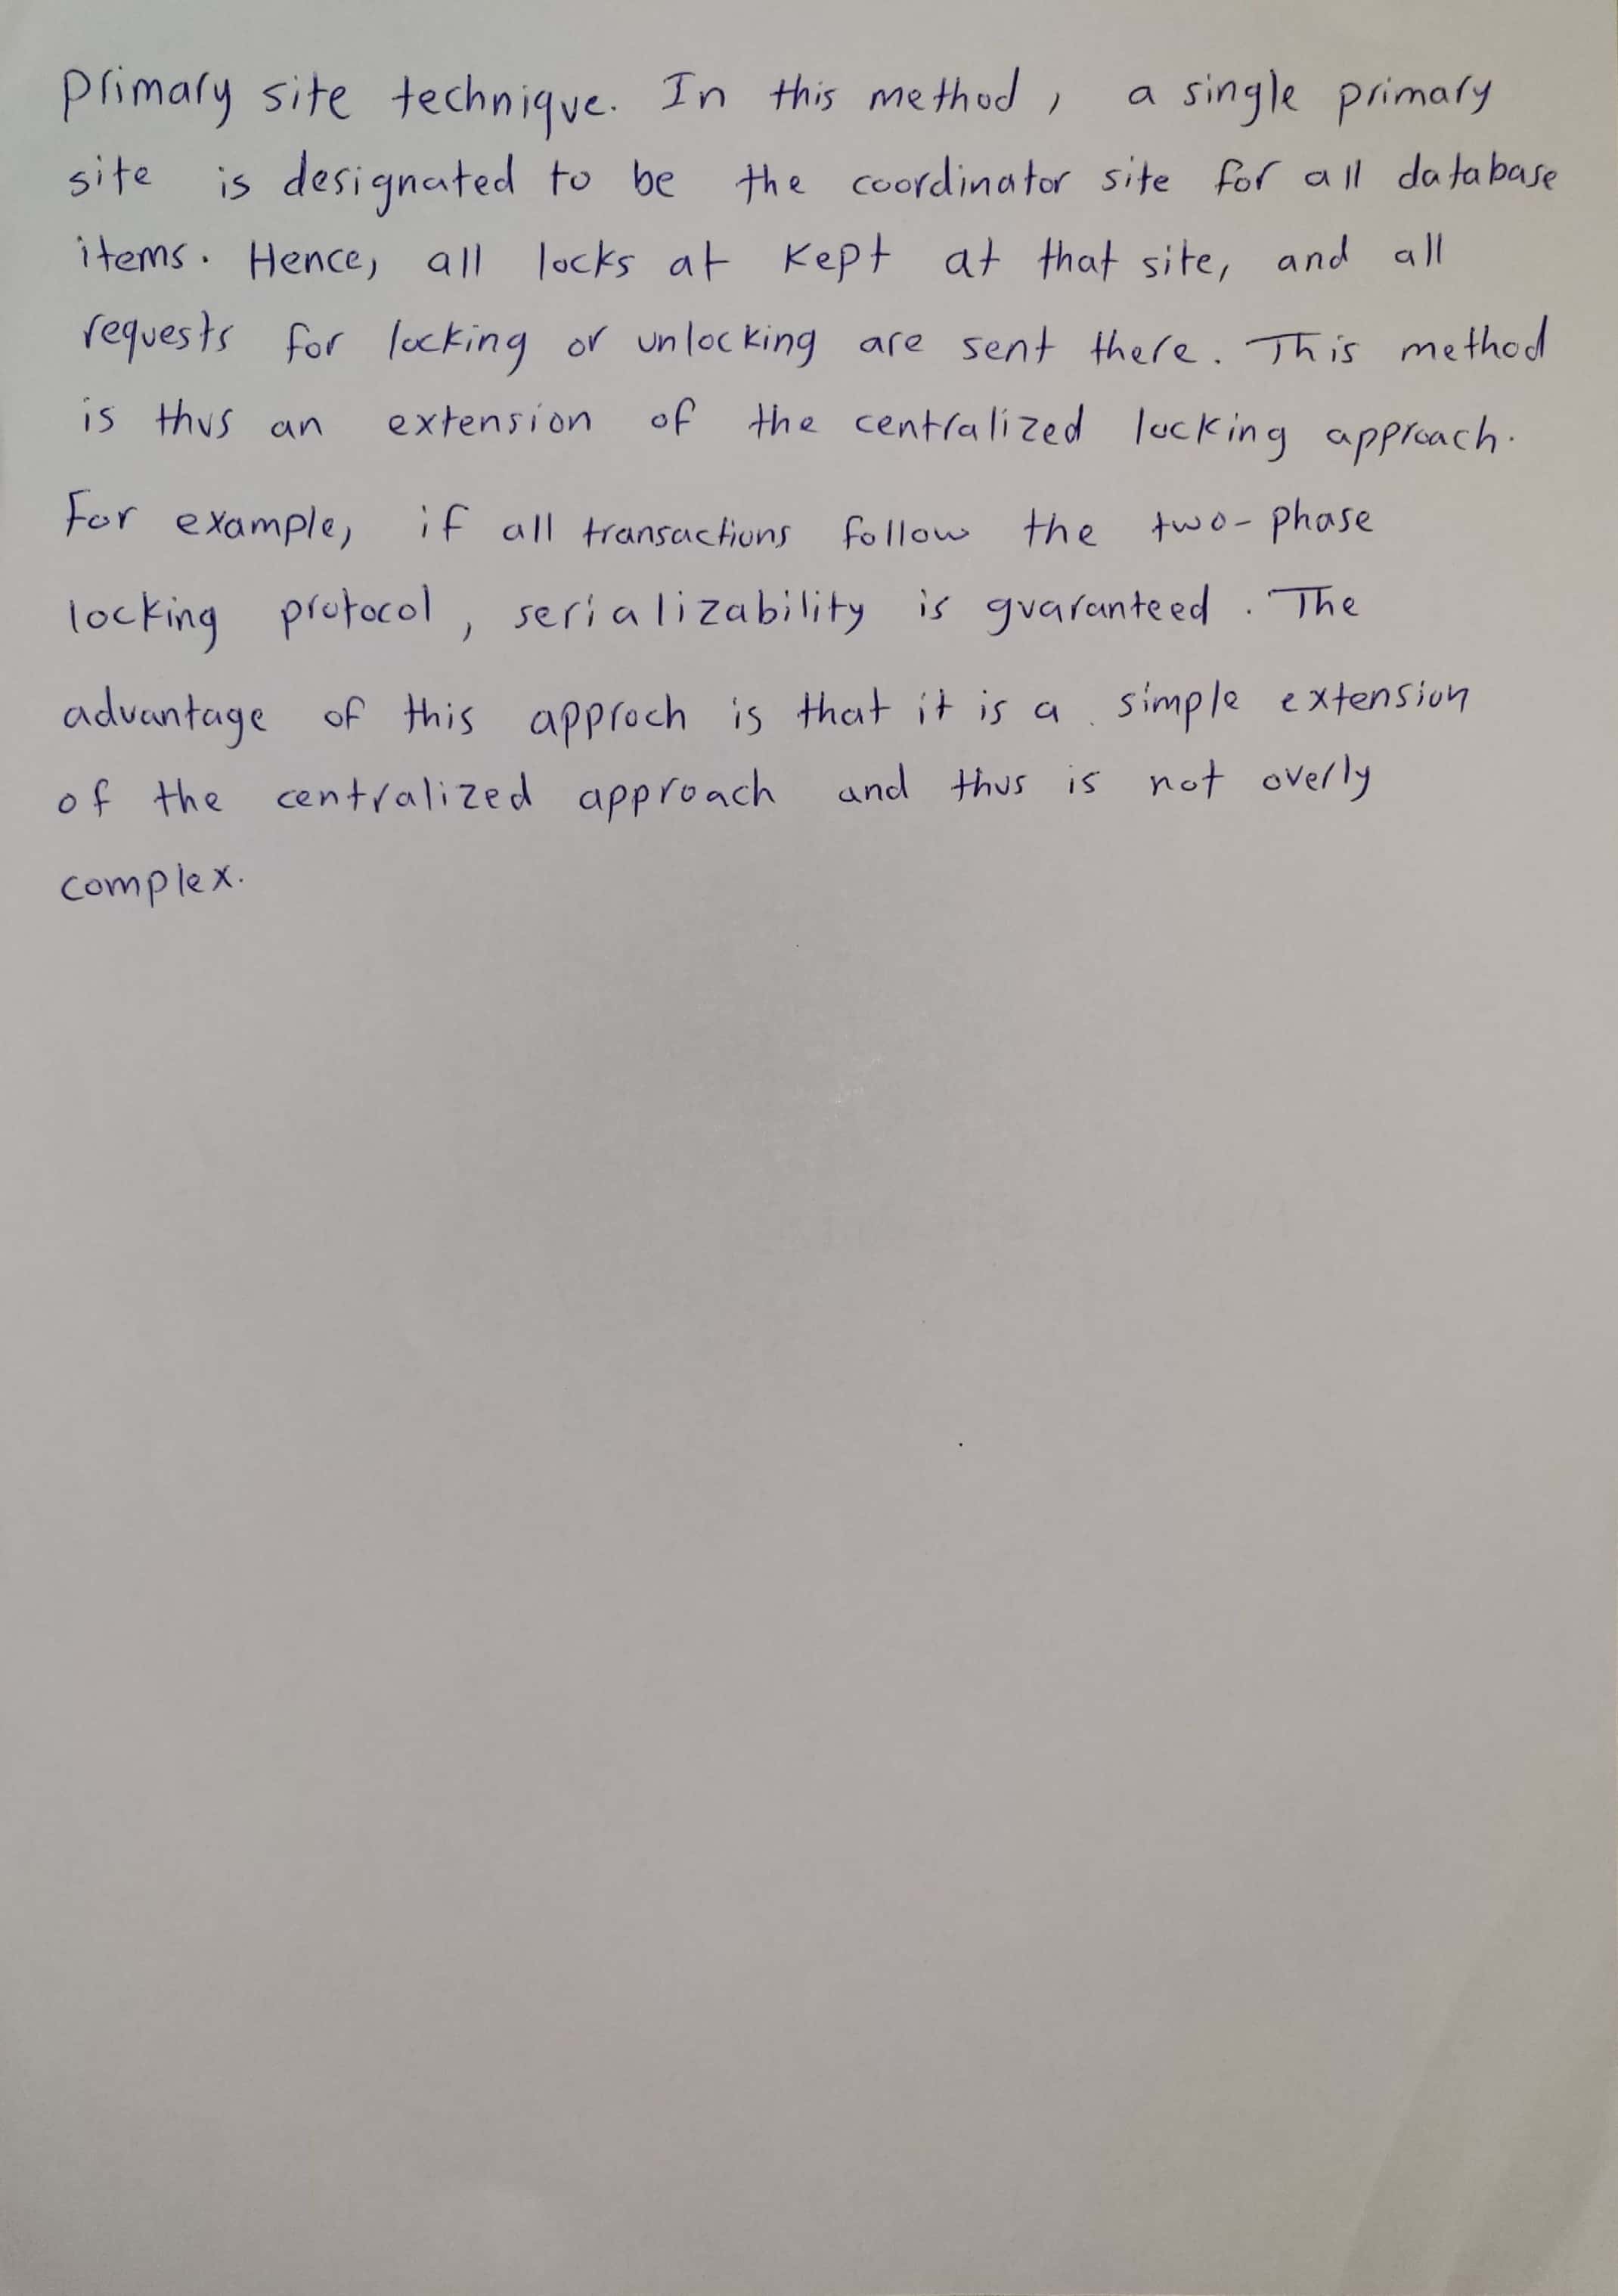 Primary site technique. In this method, a single primary
site is designated to be the coordinator site for all database
items. Hence, all locks at kept at that site, and all
requests for locking or unlocking are sent there. This method
is thus an extension of the centralized locking approach.
For example, if all transactions follow the two-phase
locking protocol, serializability is guaranteed. The
advantage of this approch is that it is a simple extension
of the centralized approach and thus is not overly
complex.